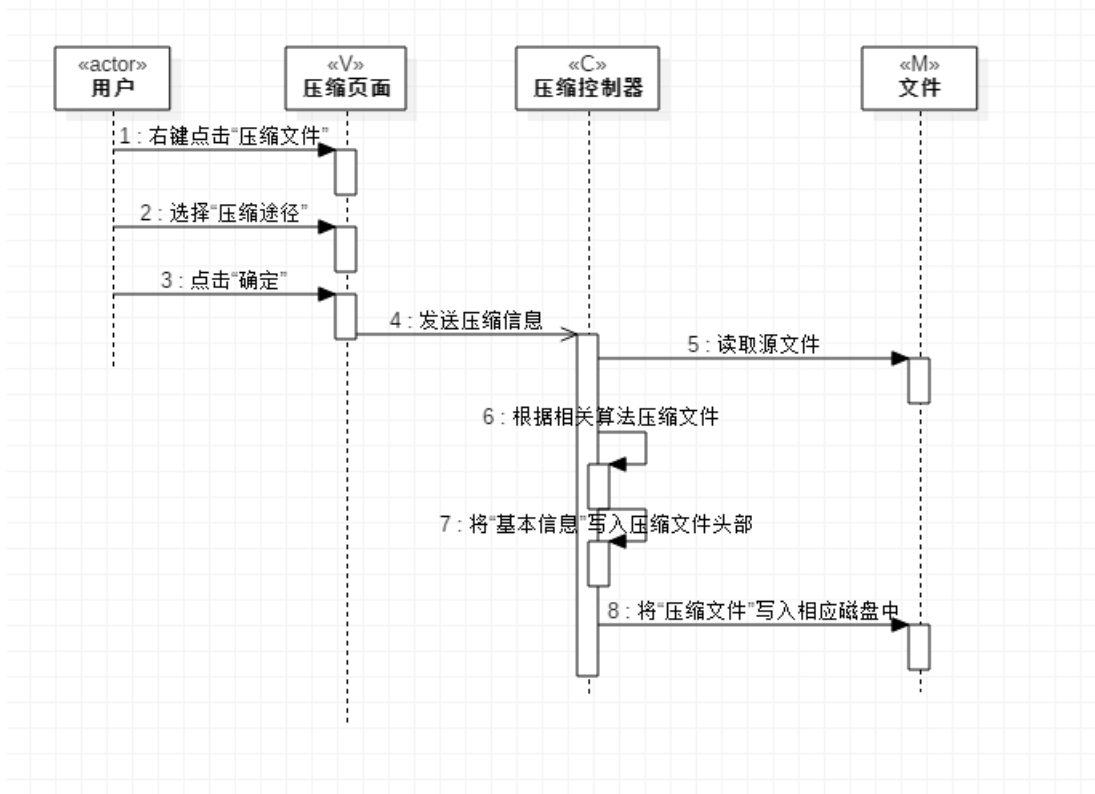 «actor»
用户
«V»
压缩页面
«C»
压缩控制器
«M»
文件
1 : 右键点击“压缩文件”
2 : 选择“压缩途径”
3 : 点击“确定”
4 : 发送压缩信息
5 : 读取源文件
6 : 根据相关算法压缩文件
7 : 将“基本信息”写入压缩文件头部
8 : 将“压缩文件”写入相应磁盘中